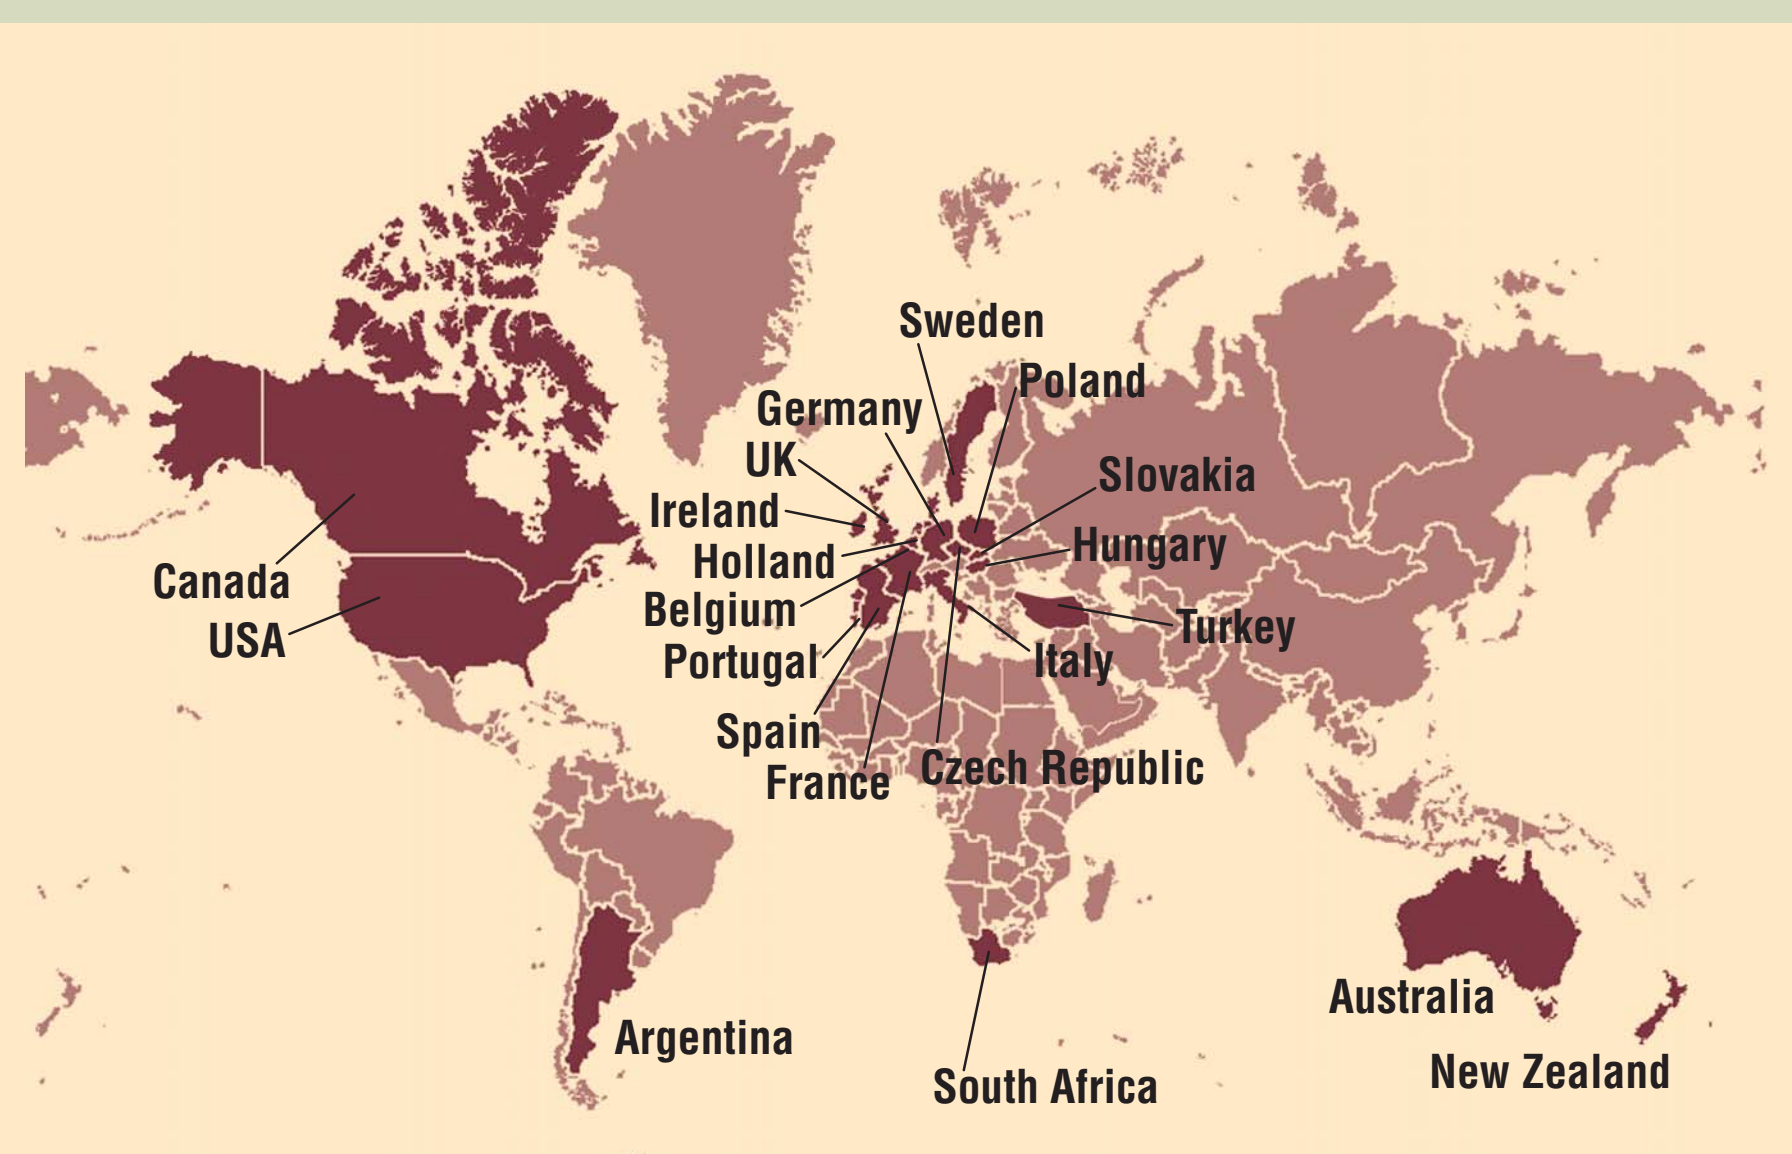 Sweden
Poland
Germany
UK
Slovakia
Ireland
Hungary
Holland
Canada
Belgium
Turkey
USA
Portugal
Italy
Spain
France
Czech Republic
Australia
Argentina
New Zealand
South Africa